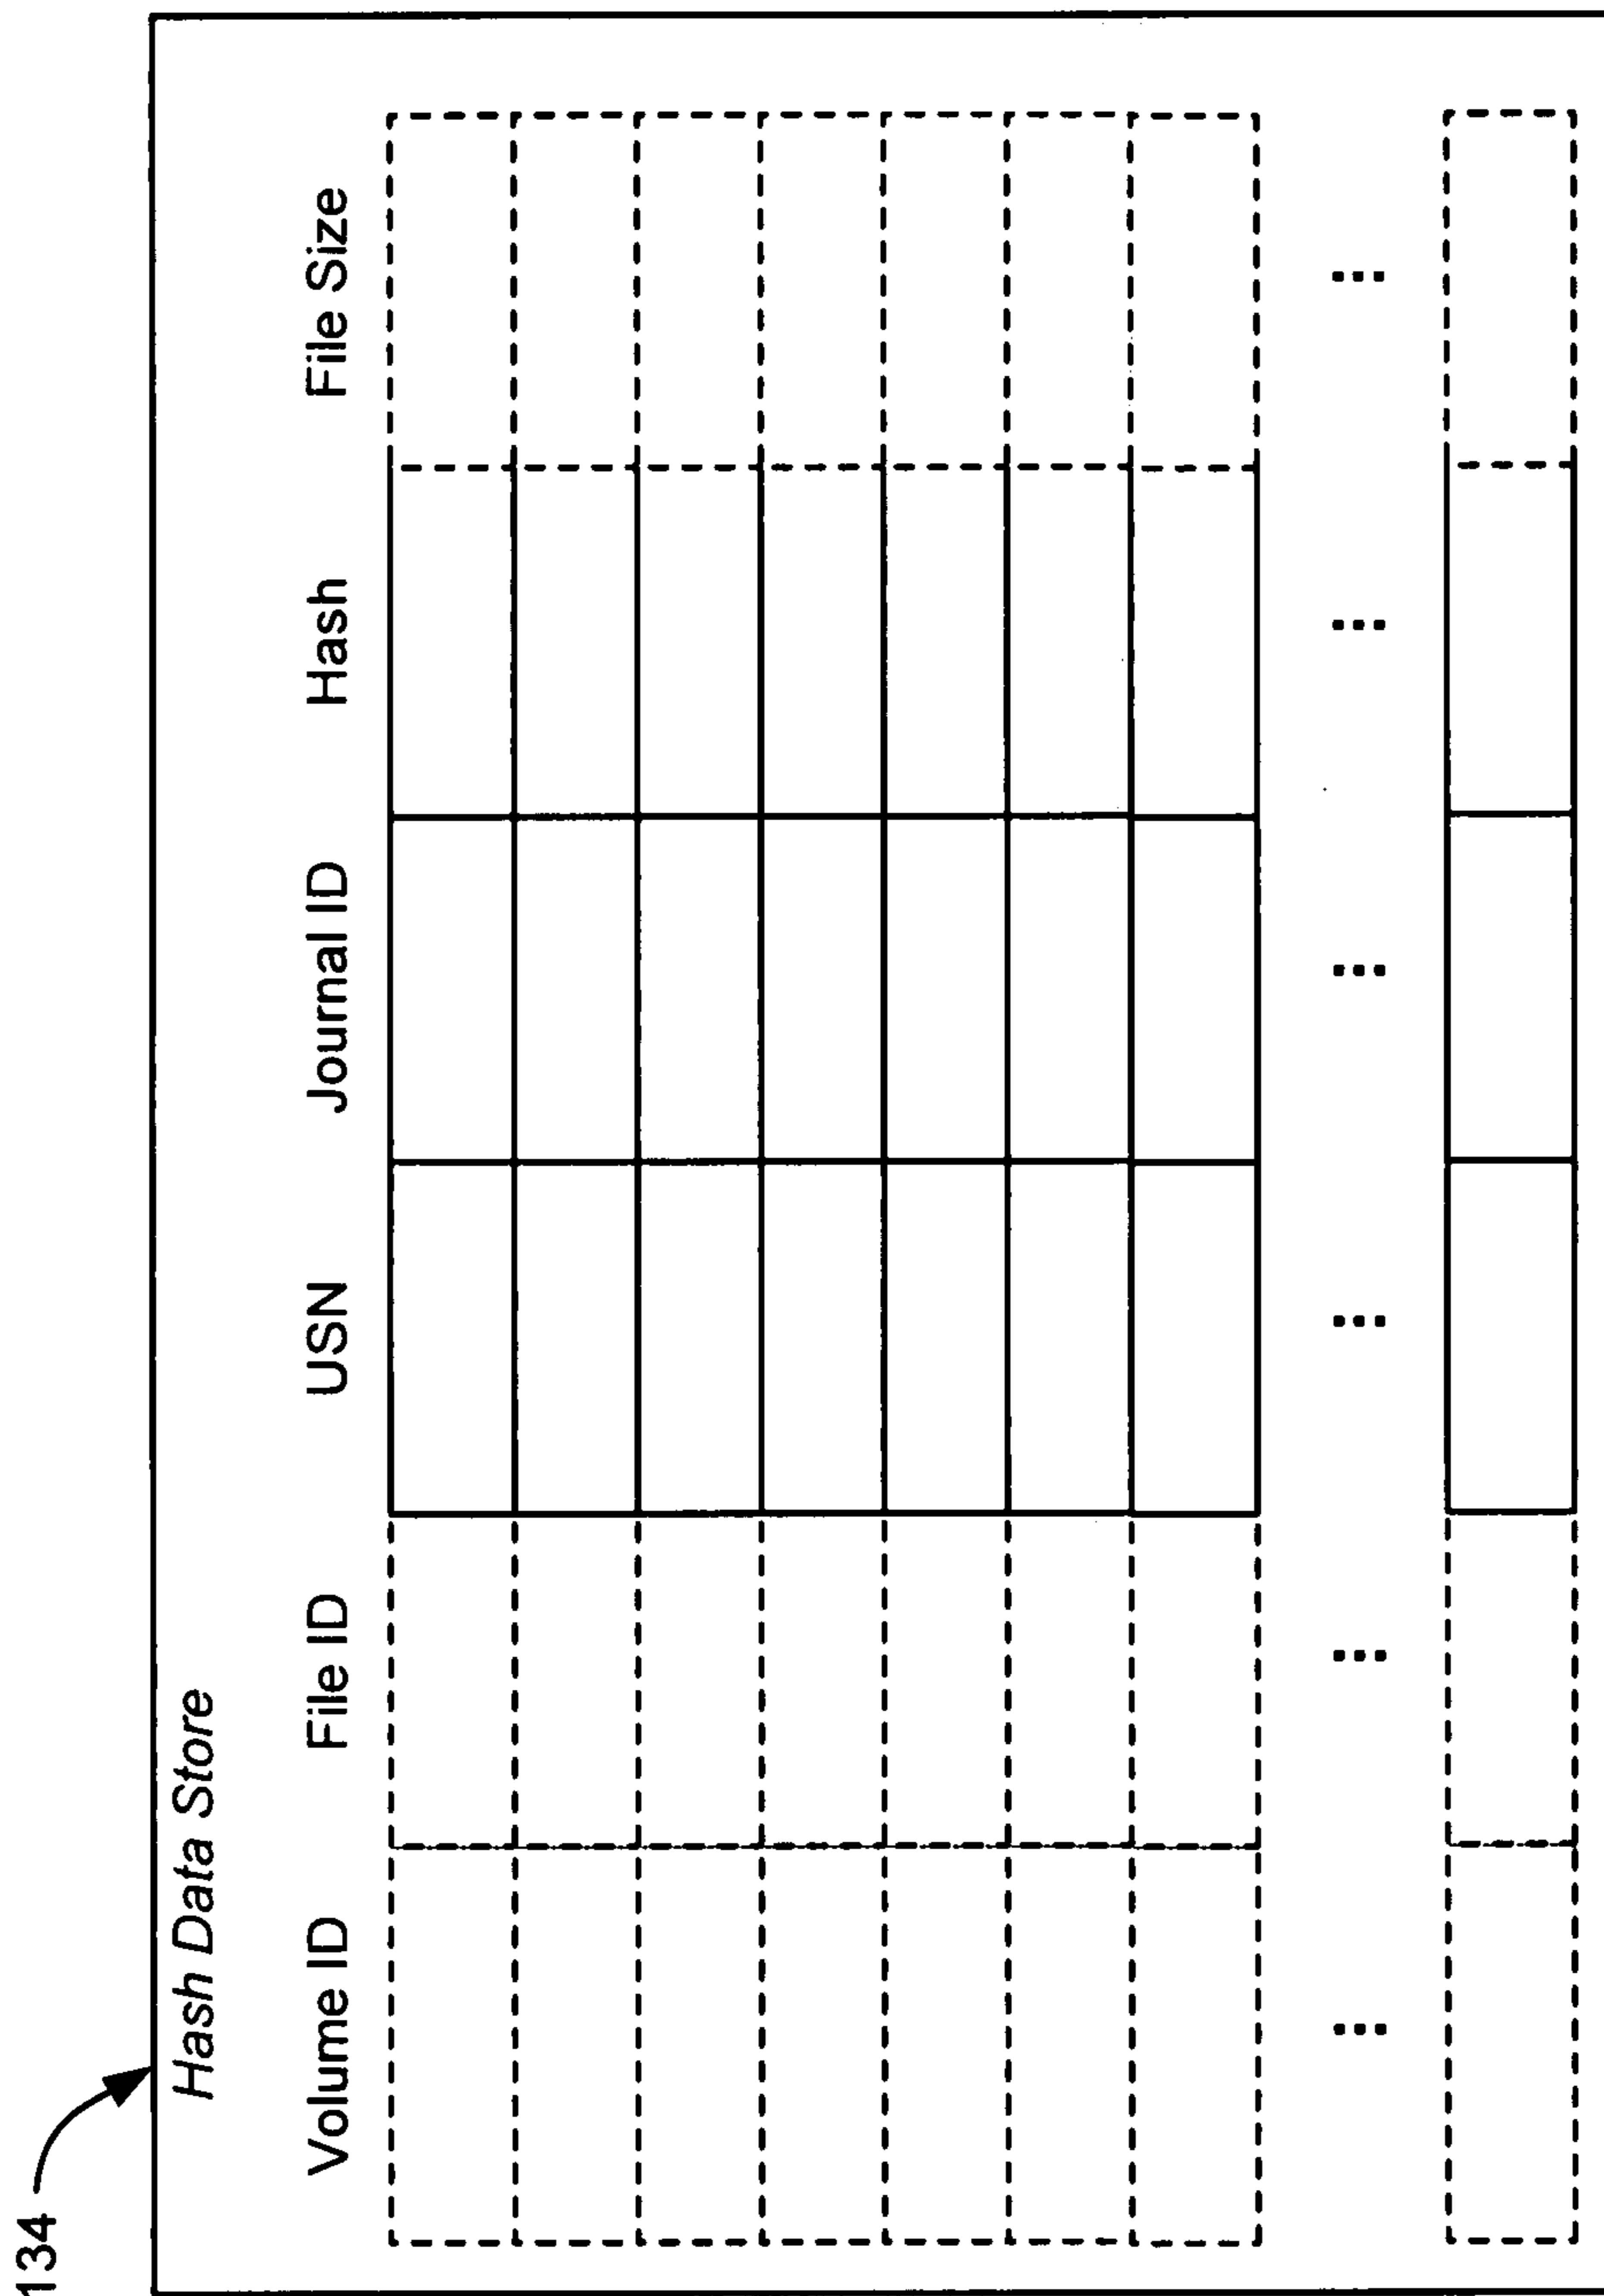 134
Hash Data Store
Volume ID File ID USN Journal ID Hash File Size
... ... ... ... ... ...